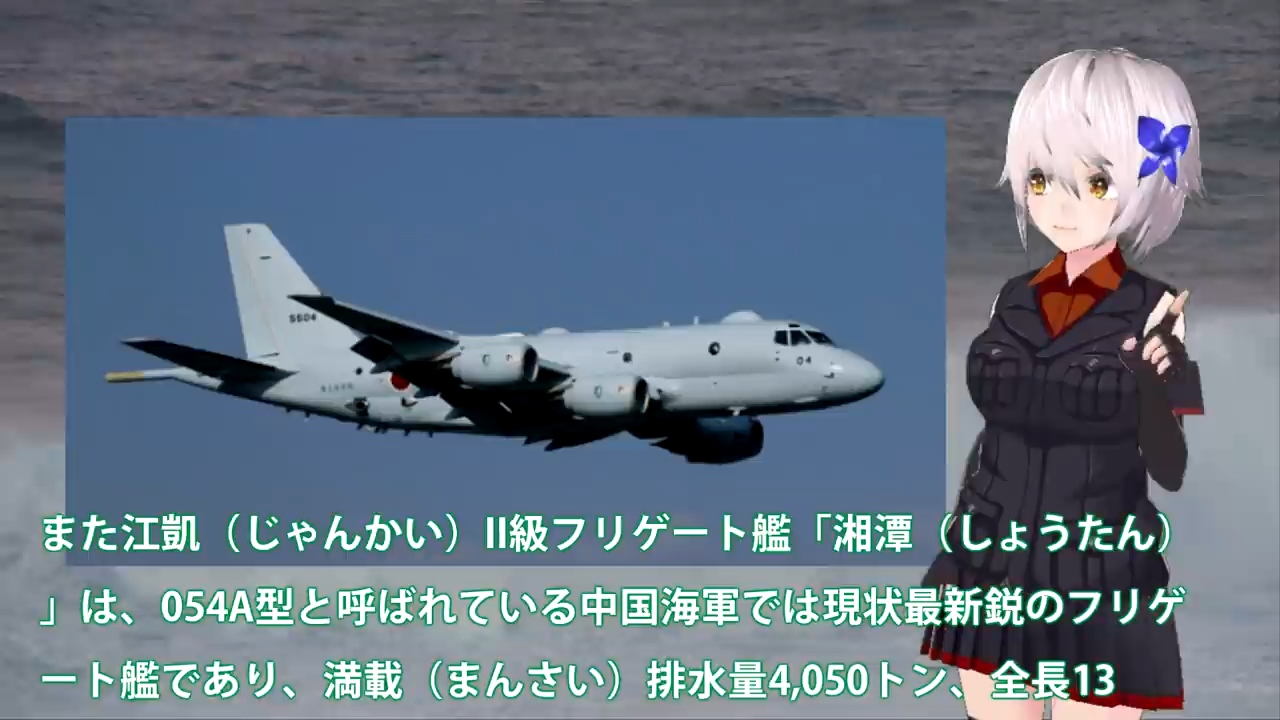 5504
04
また江凱（じゃんかい）II級フリゲート艦「湘潭（しょうたん）
」は、054A型と呼ばれている中国海軍では現状最新鋭のフリゲ
ート艦であり、満載（まんさい）排水量4,050トン、全長13